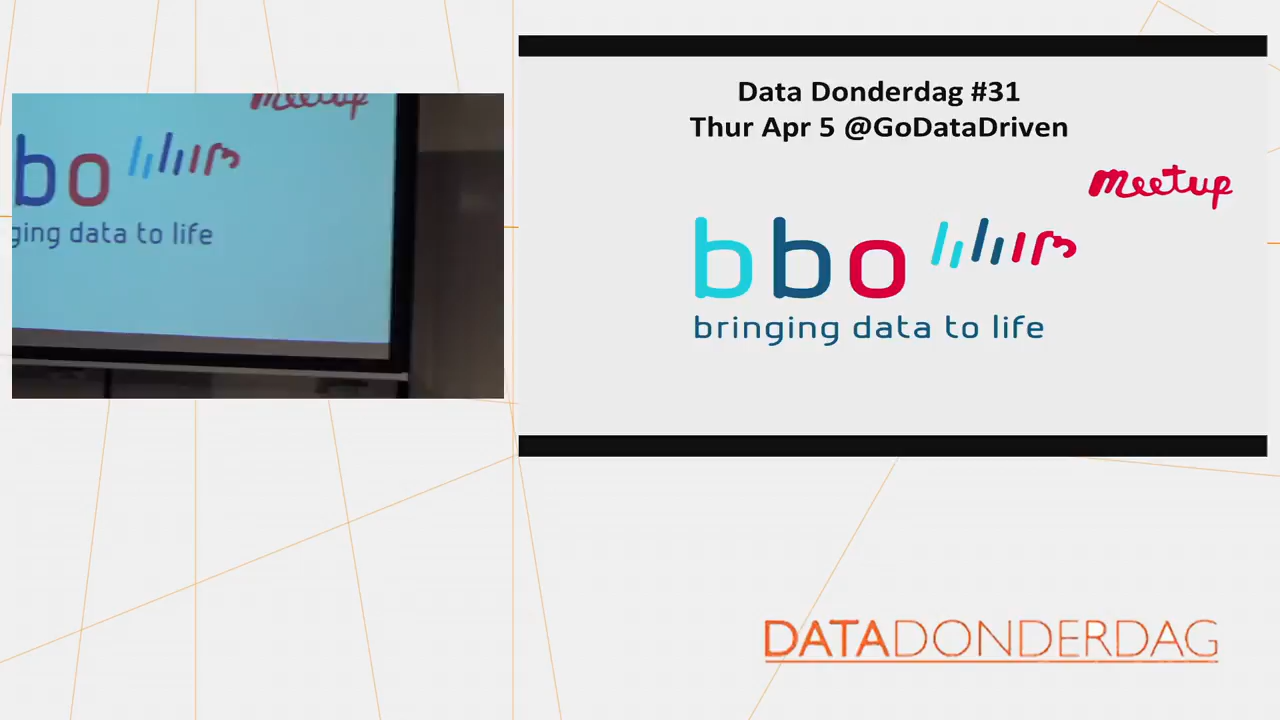 meetup
bo
ging data to life
Data Donderdag #31
Thur Apr 5 @GoDataDriven
meetup
bbo
bringing data to life
DATADONDERDAG